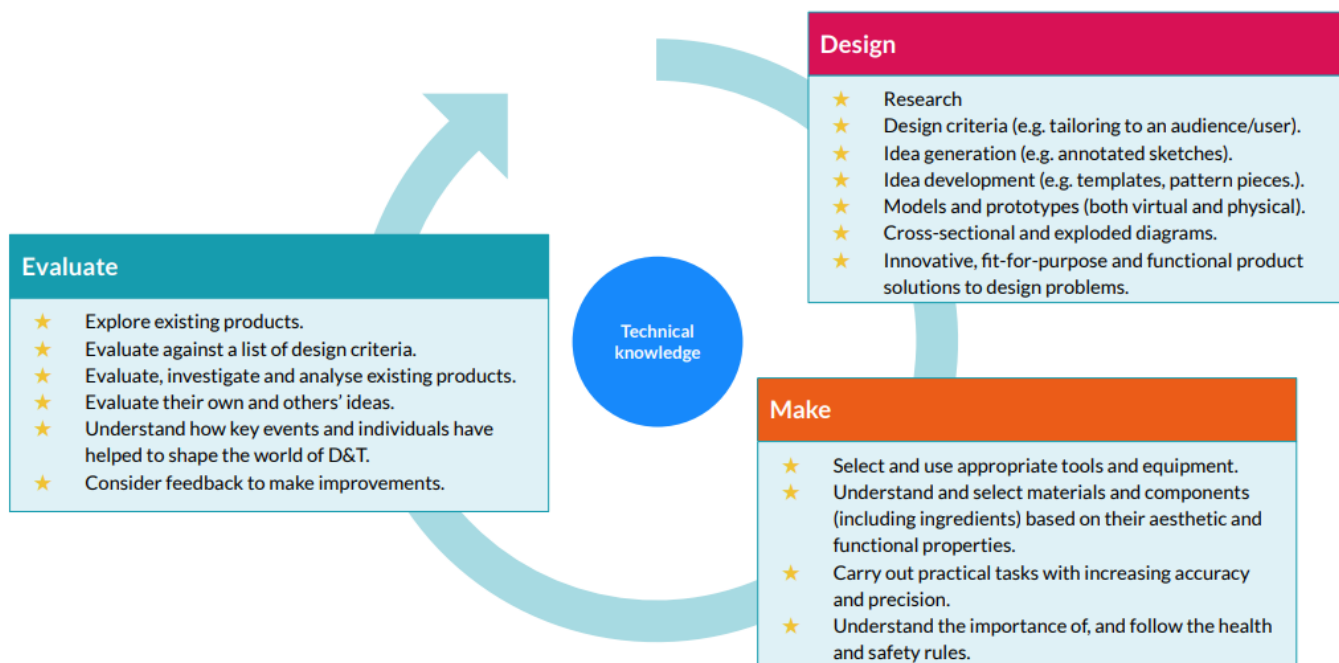 Design
★ Research
★ Design criteria (e.g. tailoring to an audience/user).
★ Idea generation (e.g. annotated sketches).
★ Idea development (e.g. templates, pattern pieces.).
★ Models and prototypes (both virtual and physical).
★ Cross-sectional and exploded diagrams.
★ Innovative, fit-for-purpose and functional product
solutions to design problems.
Technical
knowledge
Make
★ Select and use appropriate tools and equipment.
★ Understand and select materials and components
(including ingredients) based on their aesthetic and
functional properties.
★ Carry out practical tasks with increasing accuracy
and precision.
★ Understand the importance of, and follow the health
and safety rules.
Evaluate
★ Explore existing products.
★ Evaluate against a list of design criteria.
★ Evaluate, investigate and analyse existing products.
★ Evaluate their own and others’ ideas.
★ Understand how key events and individuals have
helped to shape the world of D&T.
★ Consider feedback to make improvements.